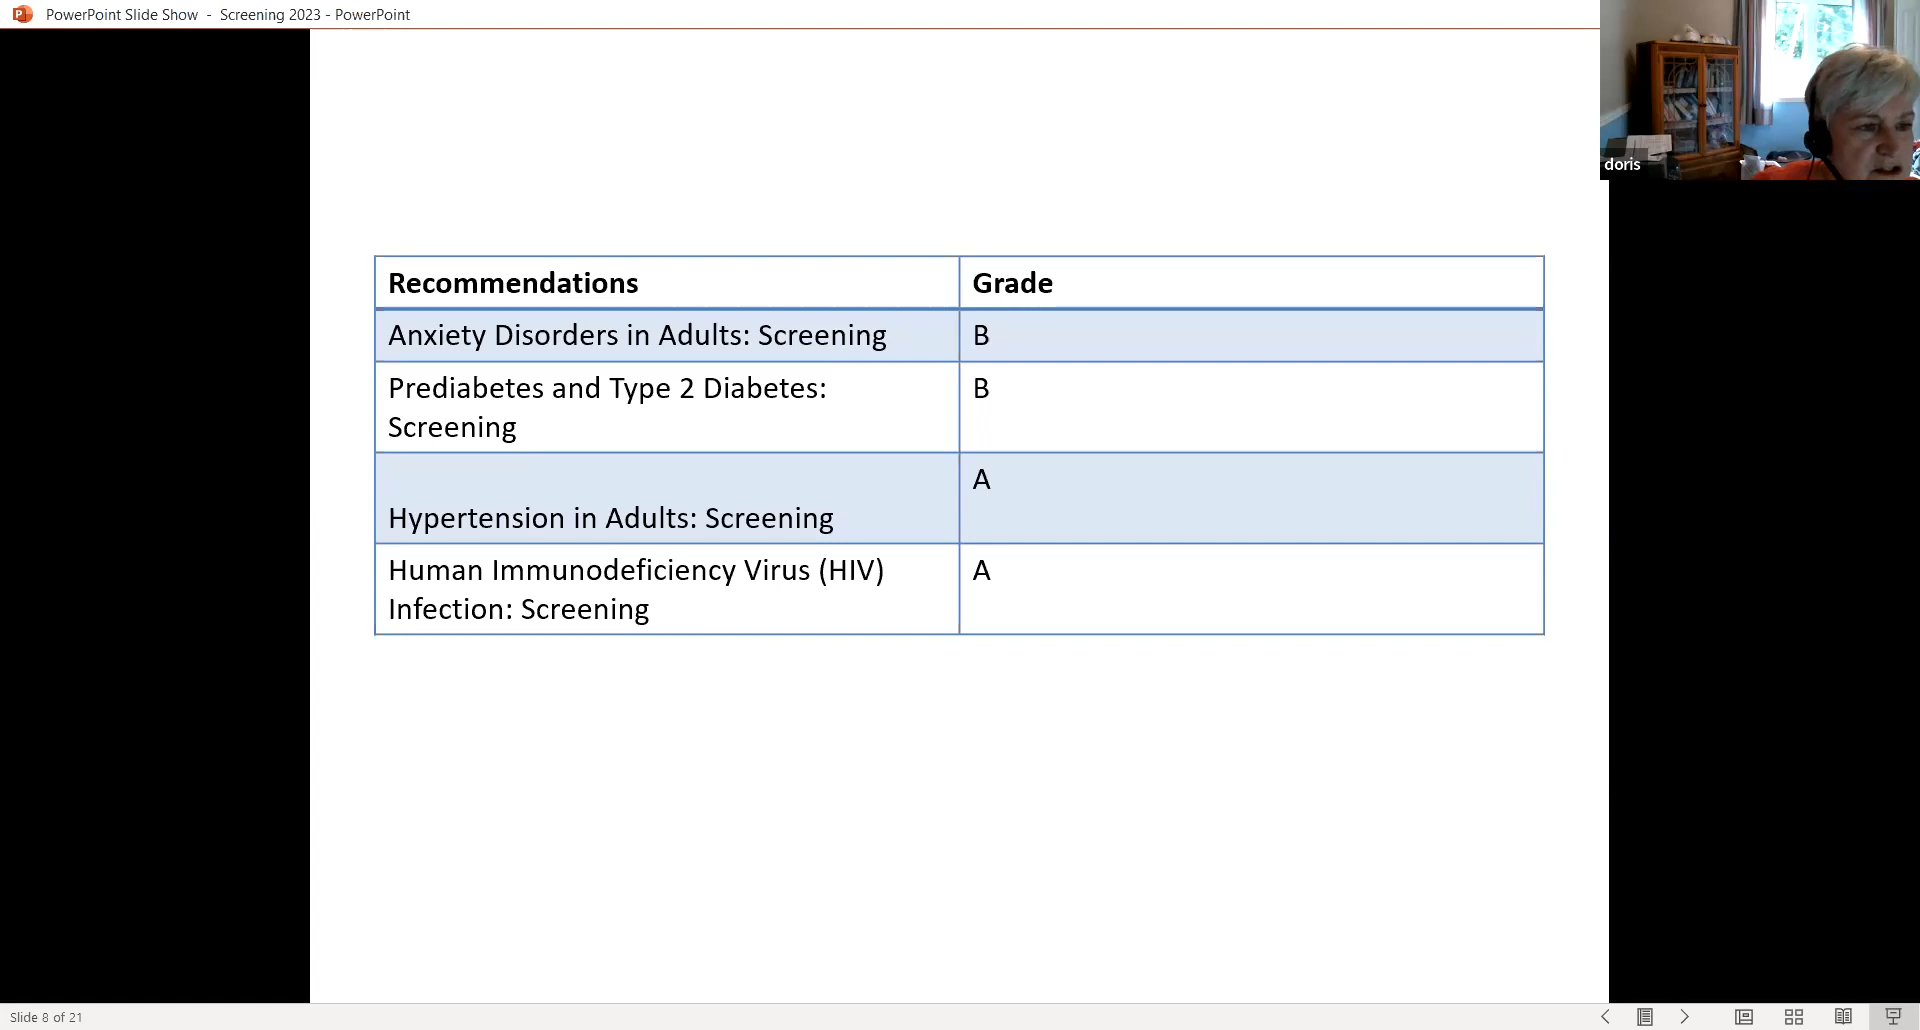 PowerPoint Slide Show - Screening 2023 - PowerPoint
doris
Recommendations Grade
Anxiety Disorders in Adults: Screening B
Prediabetes and Type 2 Diabetes: B
Screening
A
Hypertension in Adults: Screening
Human Immunodeficiency Virus (HIV) A
Infection: Screening
Slide 8 of 21